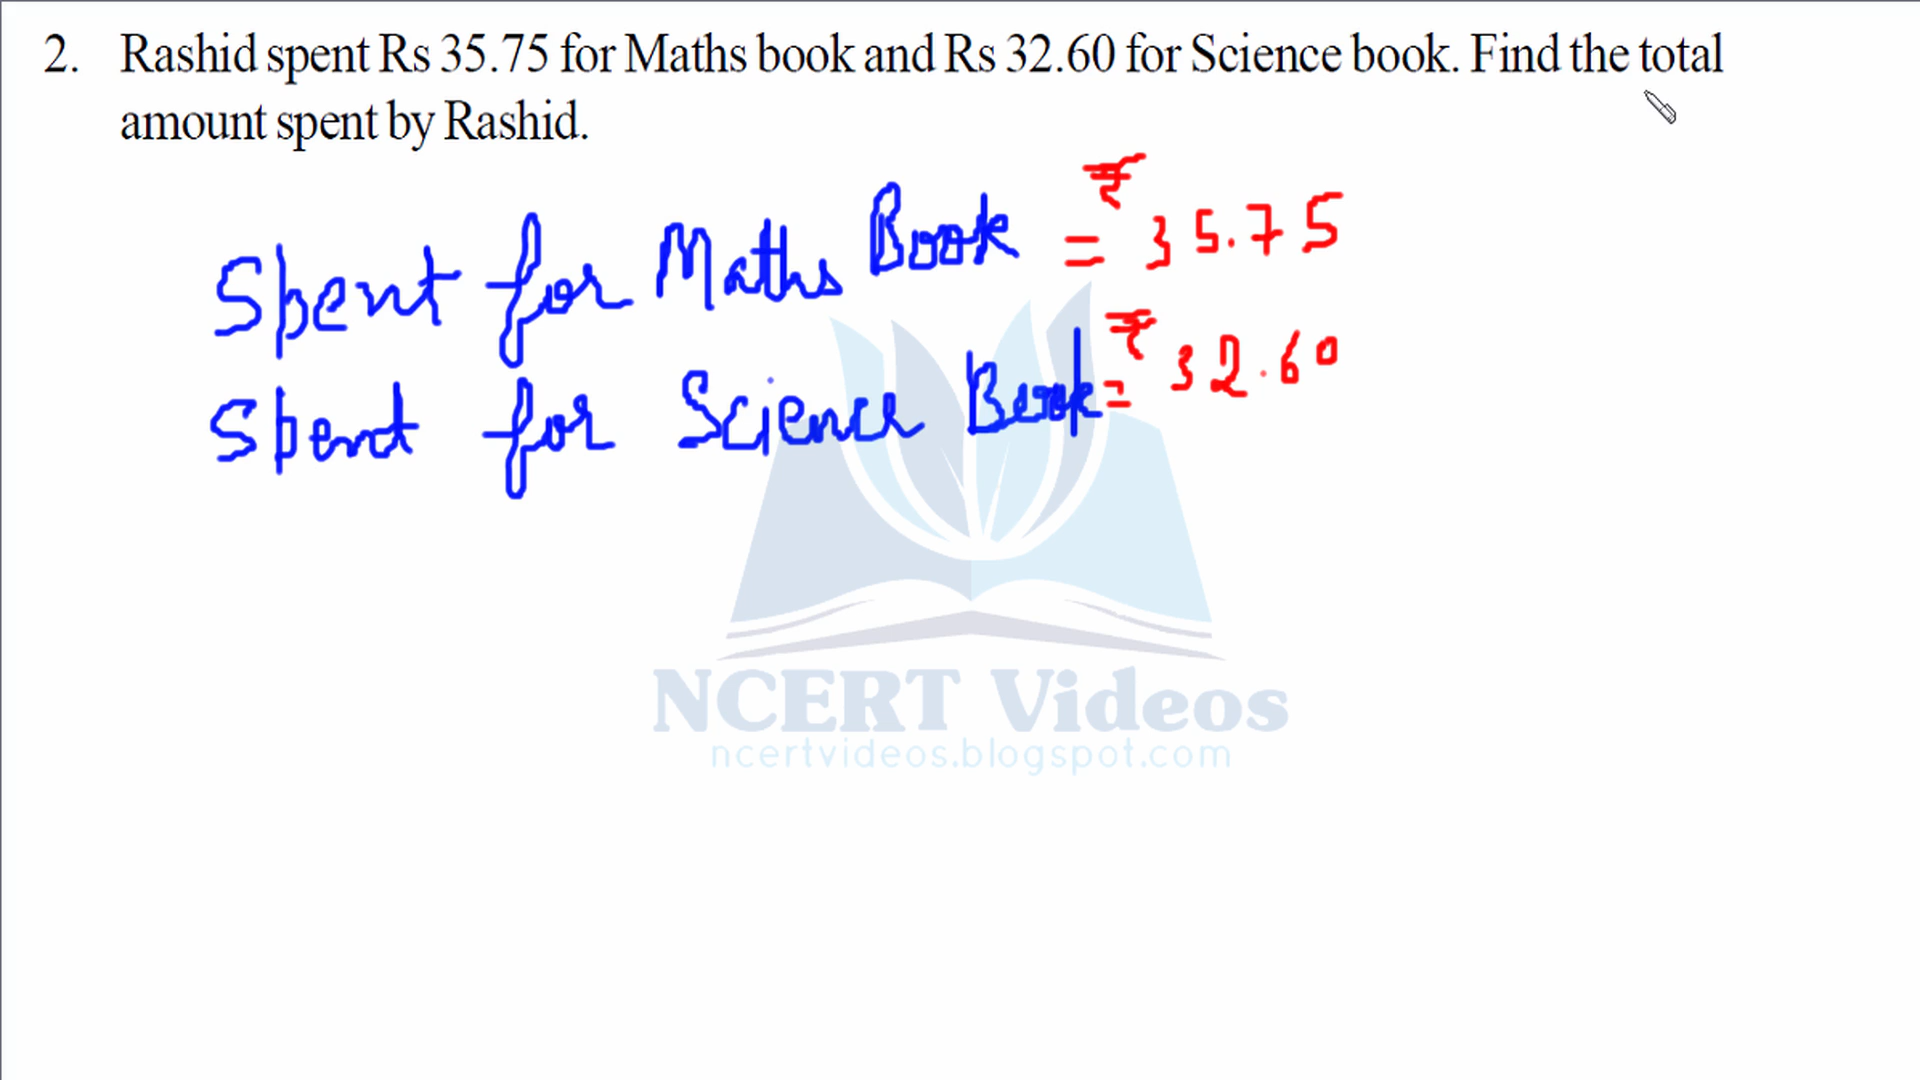 2. Rashid spent Rs 35.75 for Maths book and Rs 32.60 for Science book. Find the total
amount spent by Rashid.
Spent for Maths Book = ₹ 35.75
Spent for Science Book = ₹ 32.60
NCERT Videos
ncertvideos.blogspot.com